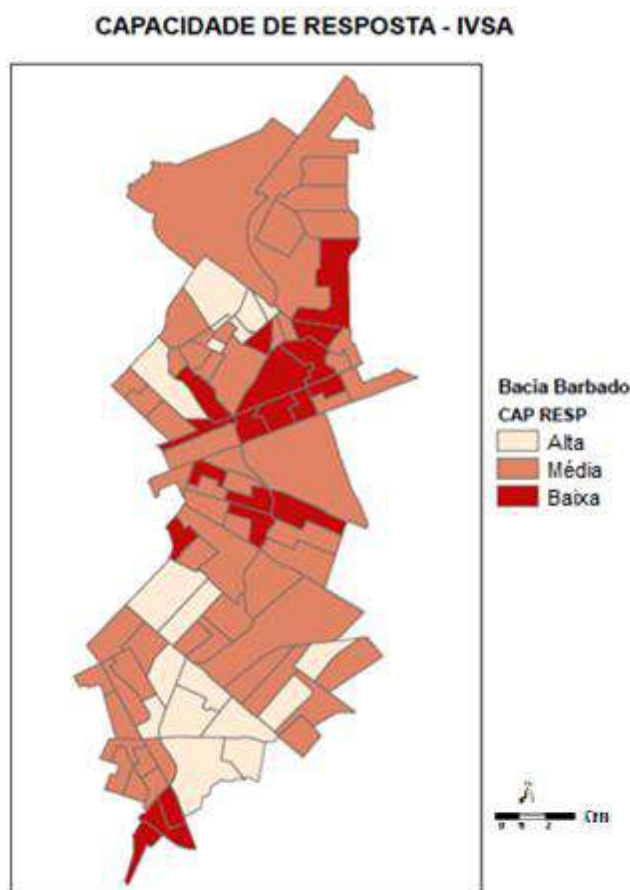 CAPACIDADE DE RESPOSTA - IVSA
Bacia Barbado
CAP RESP
Alta
Média
Baixa